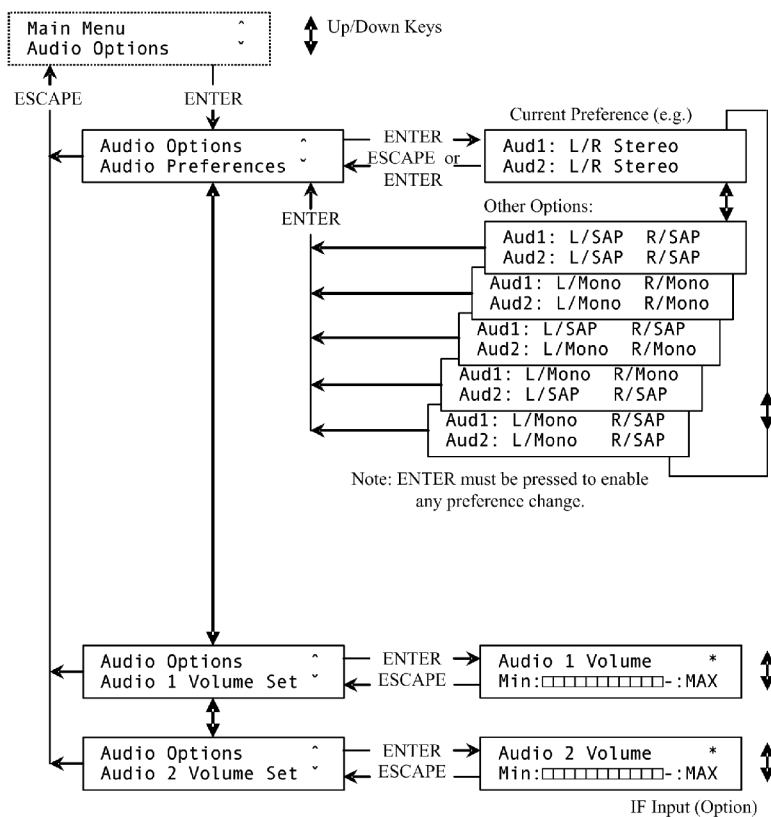 Main Menu ˆ
Audio Options ˇ
Up/Down Keys
ESCAPE
ENTER
Current Preference (e.g.)
Audio Options ˆ
Audio Preferences ˇ
ENTER
ESCAPE or
ENTER
Aud1: L/R Stereo
Aud2: L/R Stereo
ENTER
Other Options:
Aud1: L/SAP R/SAP
Aud2: L/SAP R/SAP
Aud1: L/Mono R/Mono
Aud2: L/Mono R/Mono
Aud1: L/SAP R/SAP
Aud2: L/Mono R/Mono
Aud1: L/Mono R/Mono
Aud2: L/SAP R/SAP
Aud1: L/Mono R/SAP
Aud2: L/Mono R/SAP
Note: ENTER must be pressed to enable
any preference change.
Audio Options ˆ
Audio 1 Volume Set ˇ
ENTER
ESCAPE
Audio 1 Volume *
Min:□□□□□□□□□□□-:MAX
Audio Options ˆ
Audio 2 Volume Set ˇ
ENTER
ESCAPE
Audio 2 Volume *
Min:□□□□□□□□□□□-:MAX
IF Input (Option)